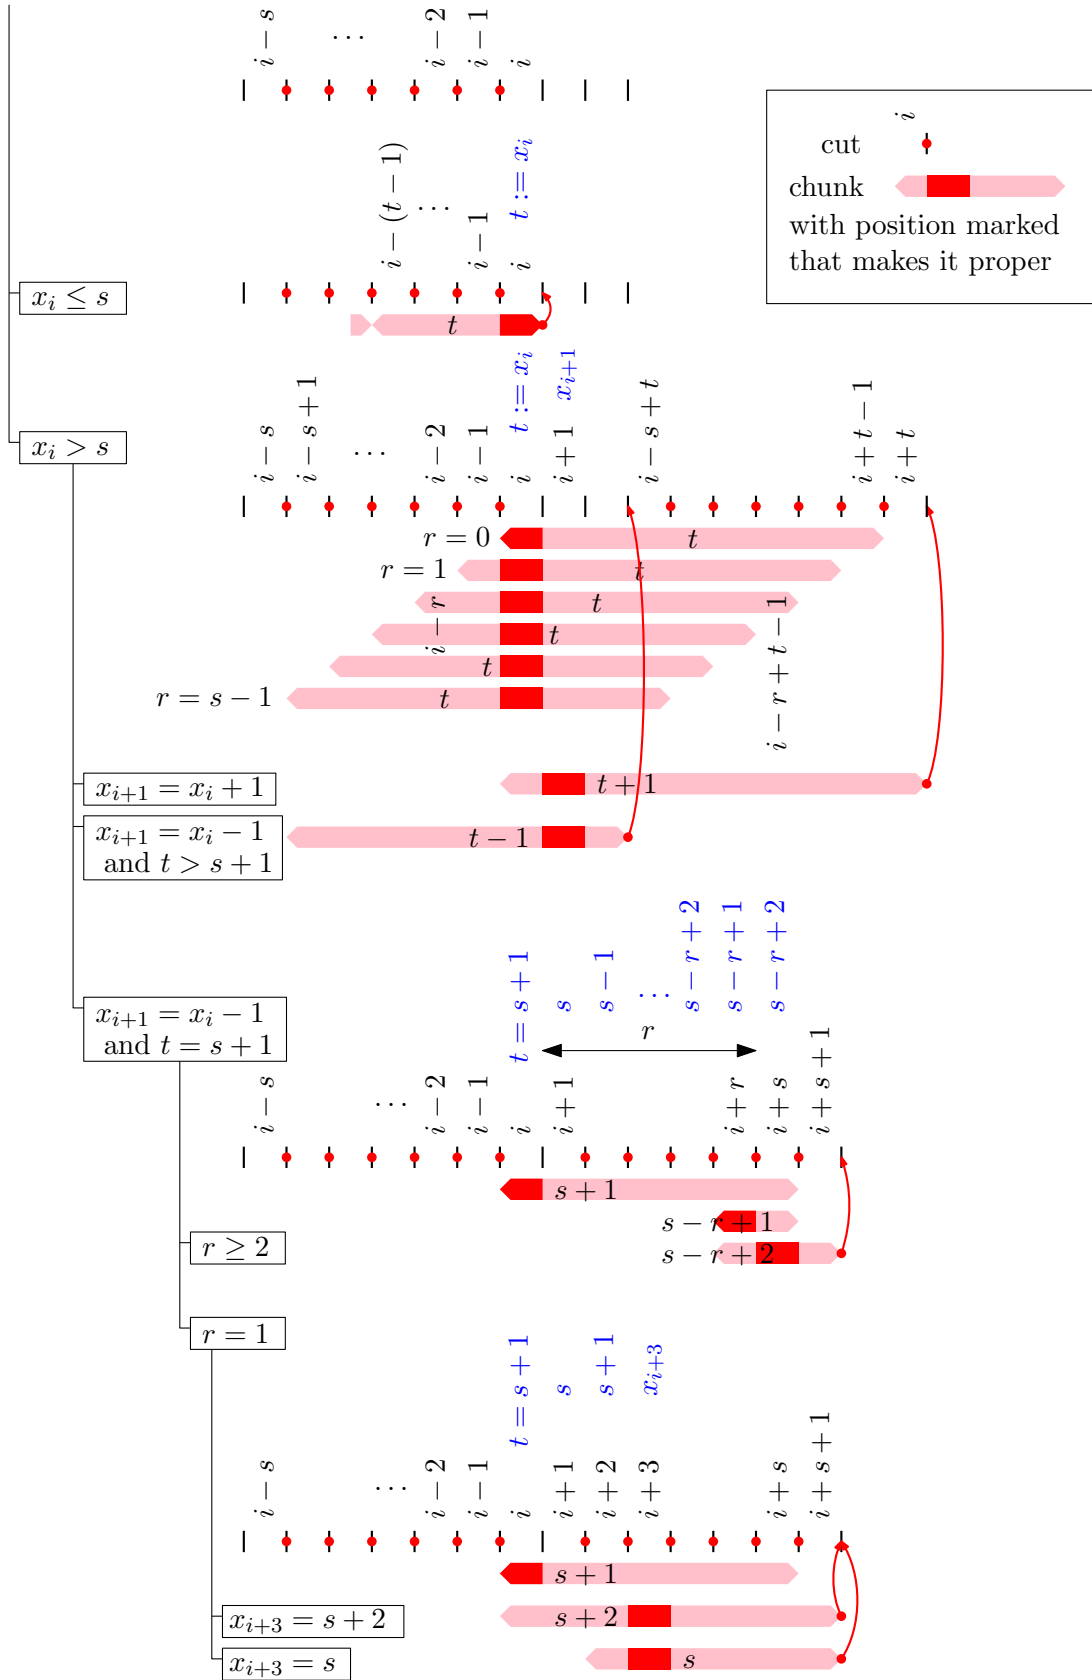 i − s
⋯
i − 2
i − 1
i
i
cut
chunk
with position marked
that makes it proper
i − (t − 1)
⋯
i − 1
i
t := x_i
x_i ≤ s
t
x_i > s
i − s
i − s + 1
⋯
i − 2
i − 1
i
t := x_i
i + 1
x_{i+1}
i − s + t
i + t − 1
i + t
r = 0
t
r = 1
t
t
i − r
t
t
i − r + t − 1
r = s − 1
t
x_{i+1} = x_i + 1
t + 1
x_{i+1} = x_i − 1
and t > s + 1
t − 1
t = s + 1
s
s − 1
⋯
s − r + 2
s − r + 1
s − r + 2
x_{i+1} = x_i − 1
and t = s + 1
r
i − s
⋯
i − 2
i − 1
i
i + 1
i + r
i + s
i + s + 1
s + 1
s − r + 1
r ≥ 2
s − r + 2
r = 1
t = s + 1
s
s + 1
x_{i+3}
i − s
⋯
i − 2
i − 1
i
i + 1
i + 2
i + 3
i + s
i + s + 1
s + 1
x_{i+3} = s + 2
s + 2
x_{i+3} = s
s